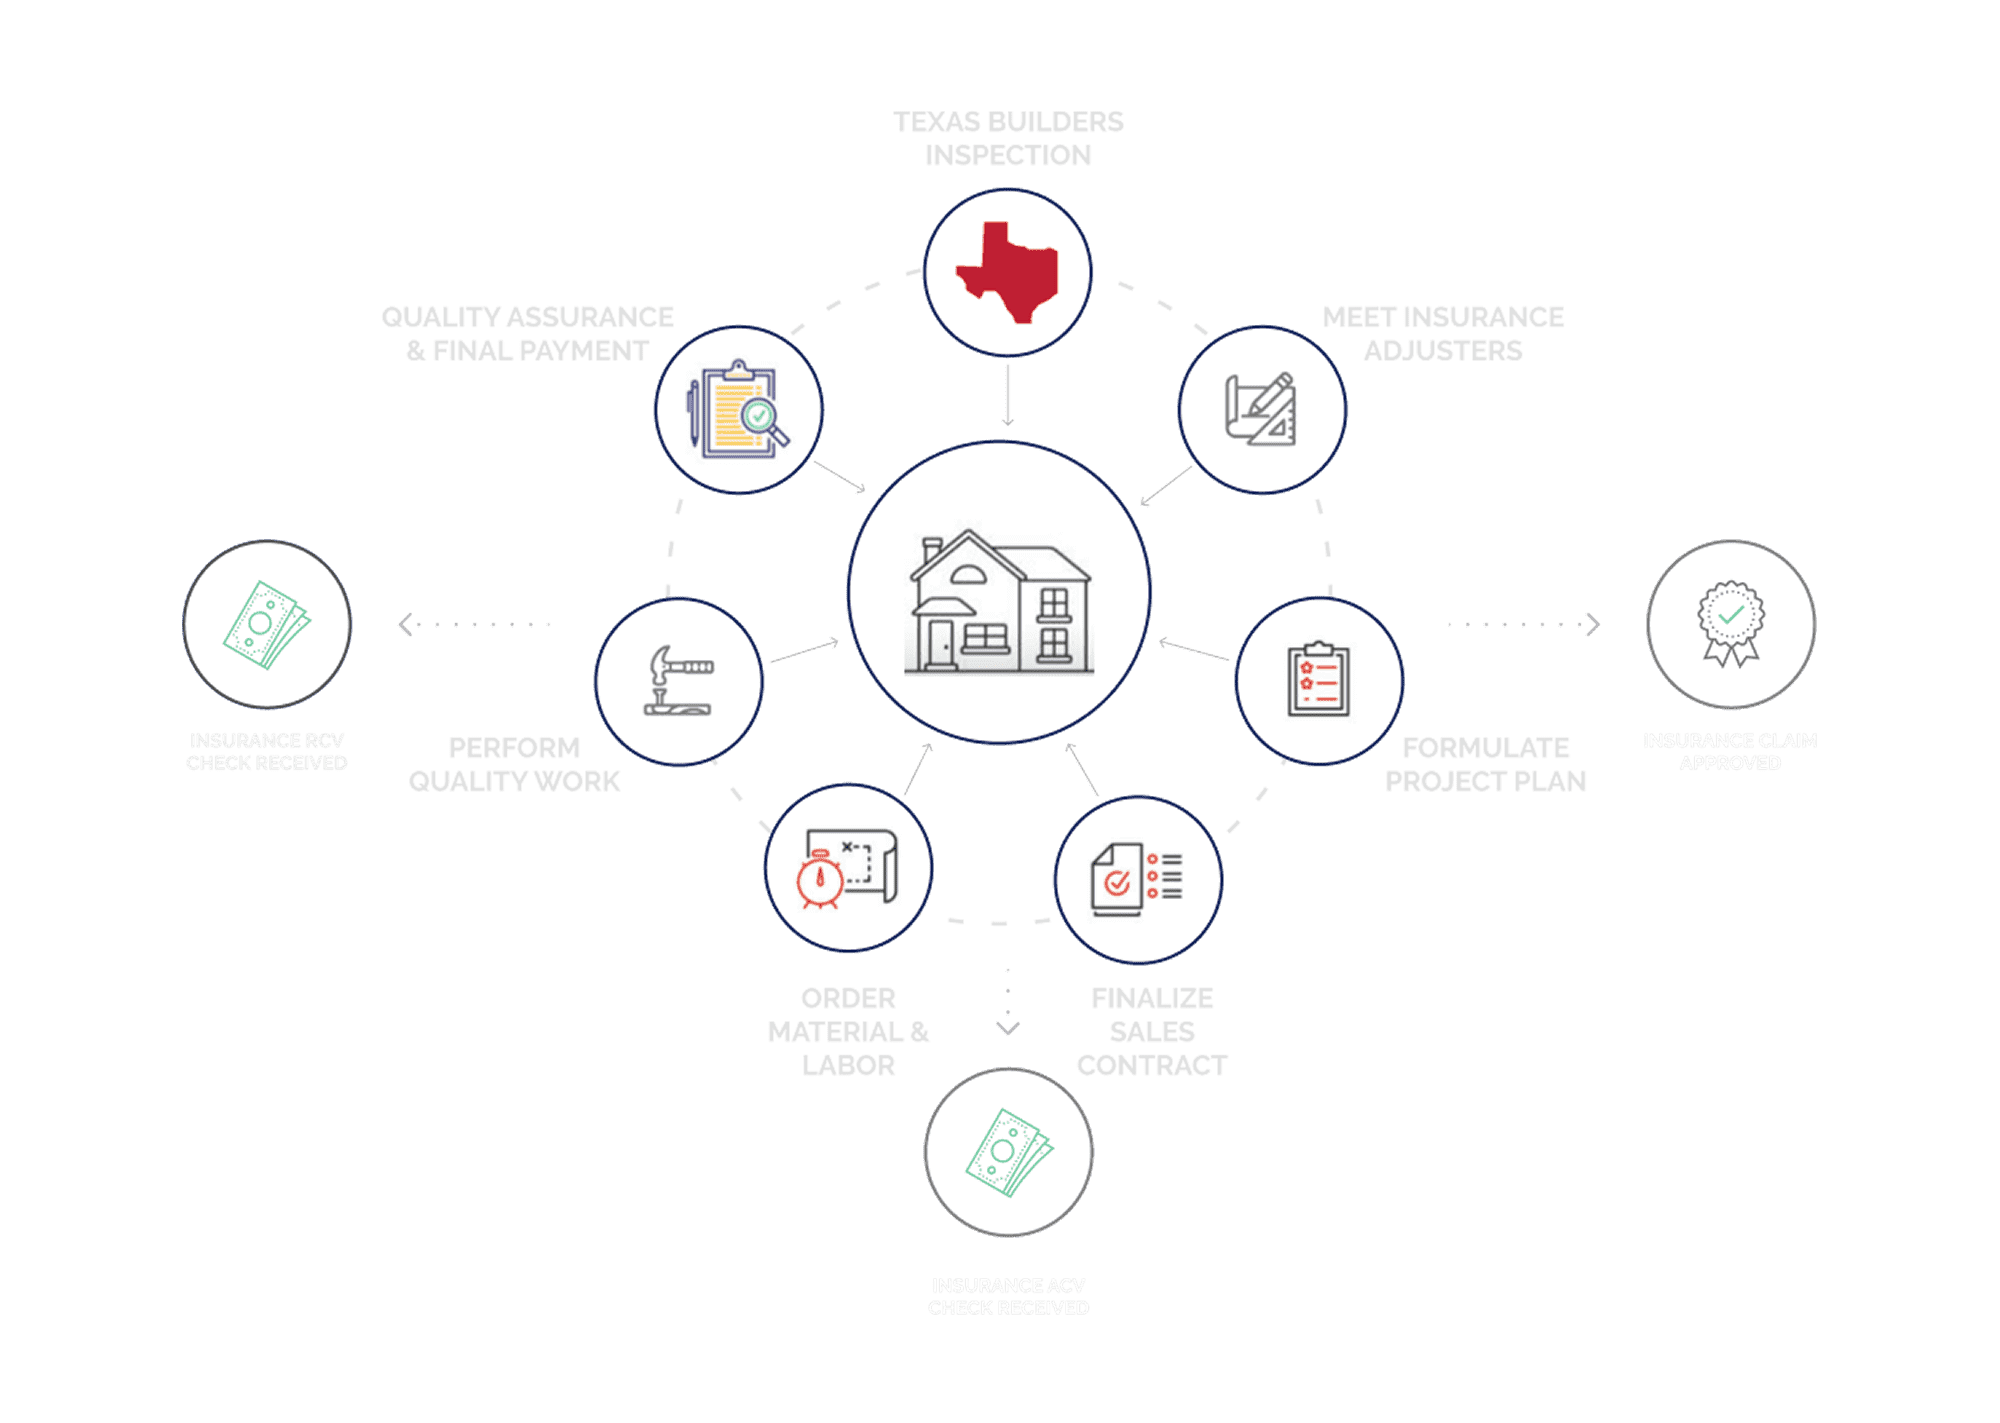 TEXAS BUILDERS
INSPECTION
QUALITY ASSURANCE
& FINAL PAYMENT
MEET INSURANCE
ADJUSTERS
INSURANCE RCV
CHECK RECEIVED
PERFORM
QUALITY WORK
FORMULATE
PROJECT PLAN
INSURANCE CLAIM
APPROVED
ORDER
MATERIAL &
LABOR
FINALIZE
SALES
CONTRACT
INSURANCE ACV
CHECK RECEIVED